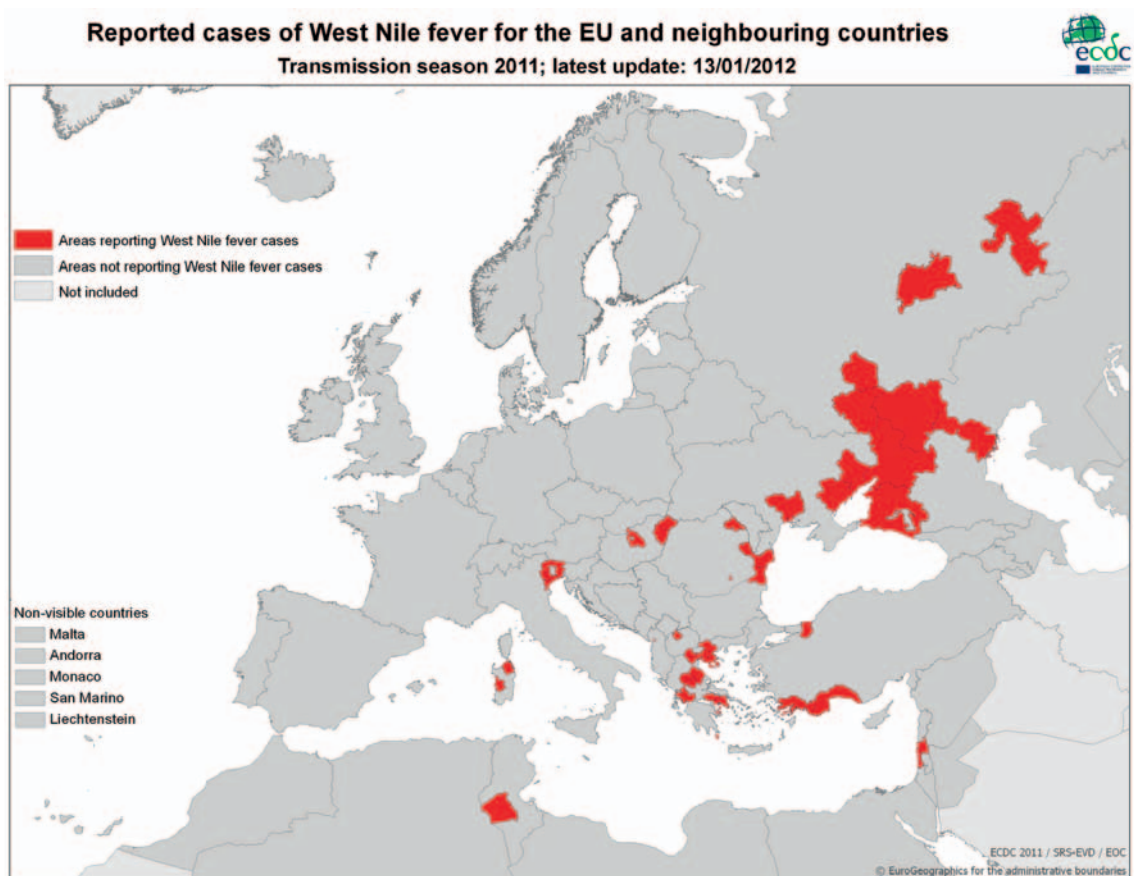 Reported cases of West Nile fever for the EU and neighbouring countries
Transmission season 2011; latest update: 13/01/2012
ecdc
Areas reporting West Nile fever cases
Areas not reporting West Nile fever cases
Not included
Non-visible countries
Malta
Andorra
Monaco
San Marino
Liechtenstein
ECDC 2011 / SRS-EVD / EOC
© EuroGeographics for the administrative boundaries